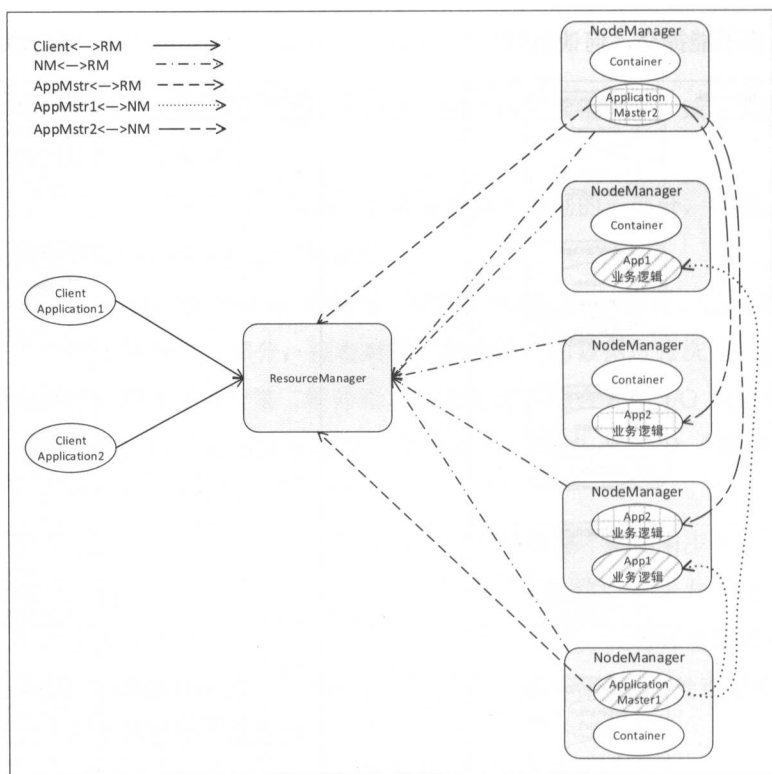 Client<—>RM
NM<—>RM
AppMstr<—>RM
AppMstr1<—>NM
AppMstr2<—>NM
NodeManager
Container
Application
Master2
NodeManager
Container
App1
业务逻辑
Client
Application1
ResourceManager
NodeManager
Container
App2
业务逻辑
Client
Application2
NodeManager
App2
业务逻辑
App1
业务逻辑
NodeManager
Application
Master1
Container